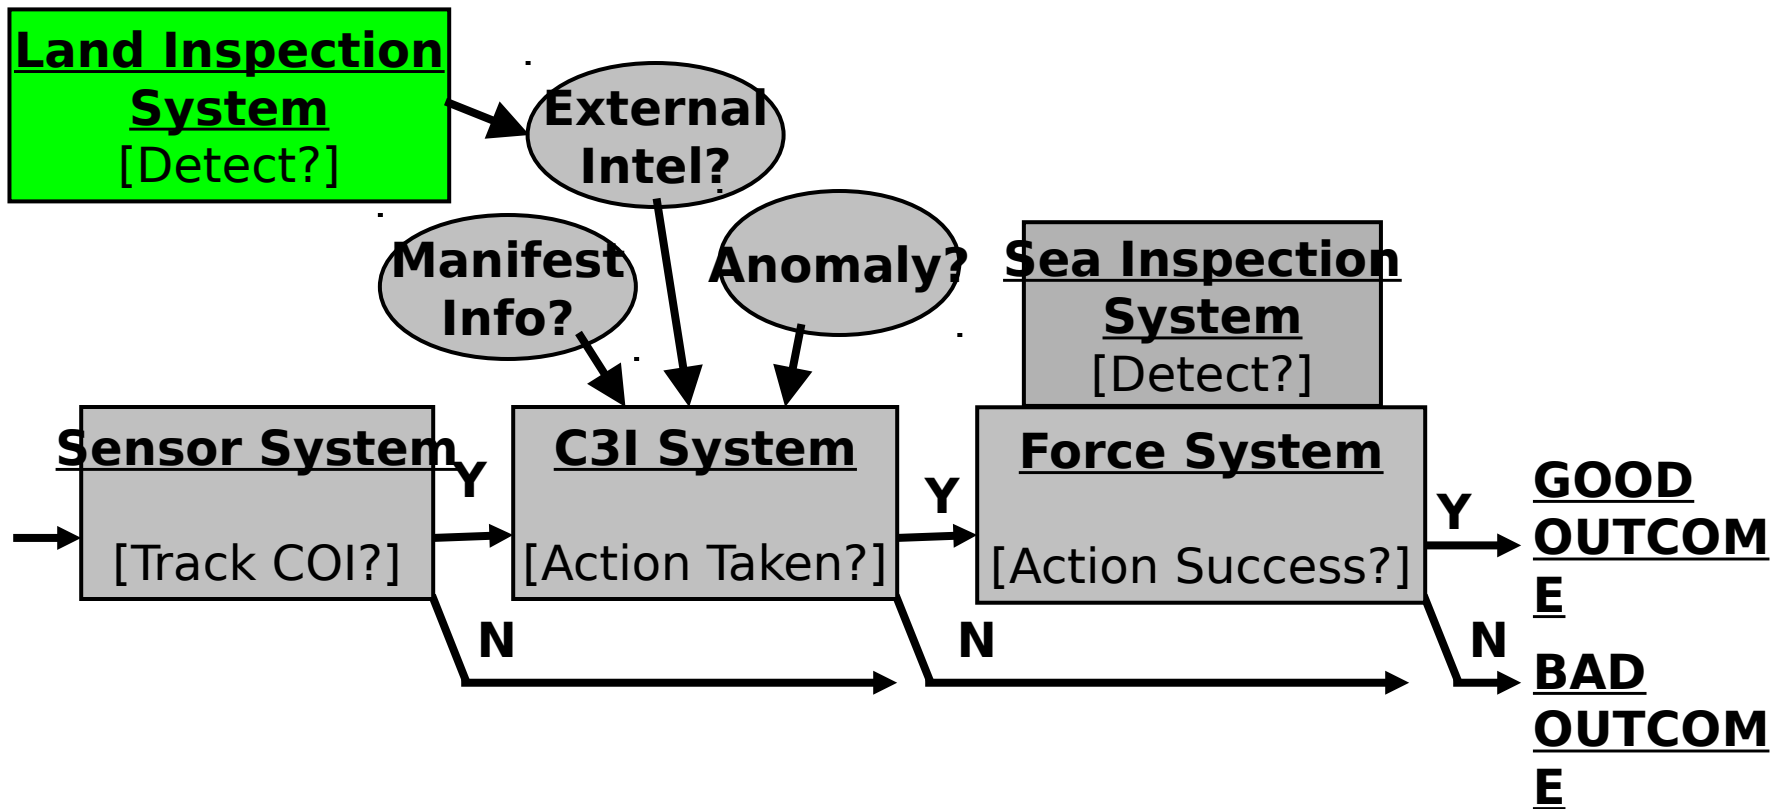 Land Inspection
System
[Detect?]
External
Intel?
Manifest
Info?
Anomaly?
Sea Inspection
System
[Detect?]
Sensor System
[Track COI?]
Y
N
C3I System
[Action Taken?]
Y
N
Force System
[Action Success?]
Y
N
GOOD
OUTCOM
E
BAD
OUTCOM
E